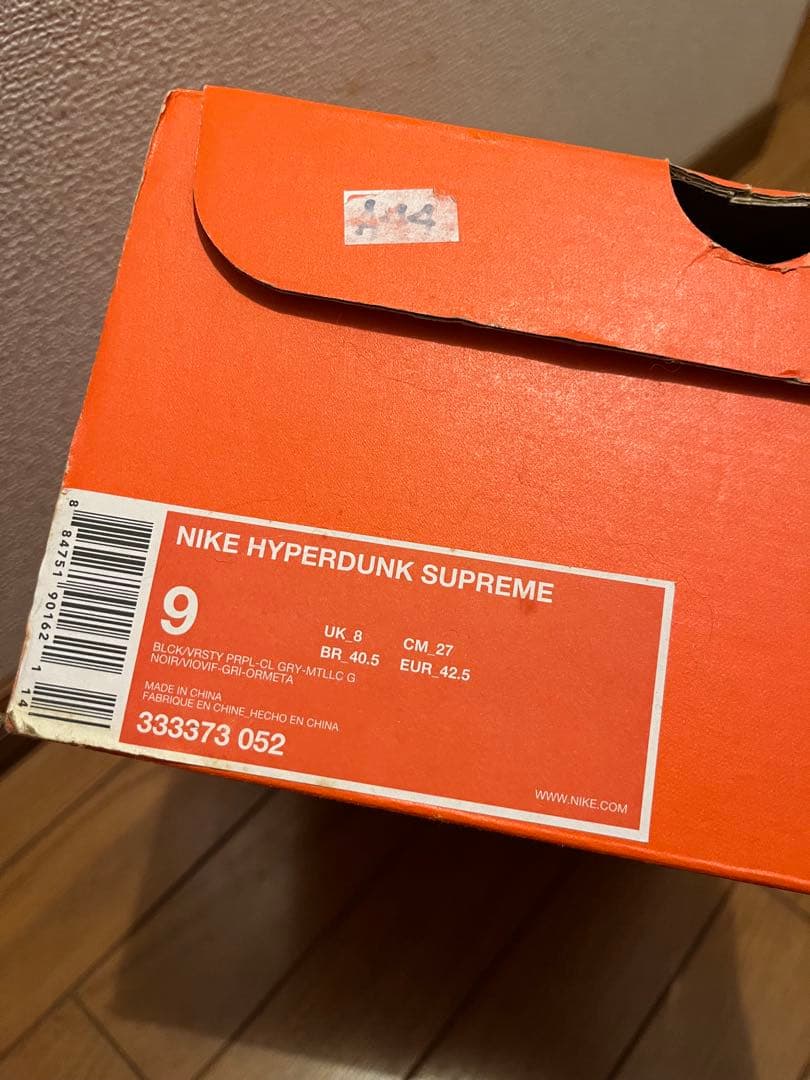 NIKE HYPERDUNK SUPREME
9
UK_8 CM_27
BR_40.5 EUR_42.5
BLCK/VRSTY PRPL-CL GRY-MTLLC G
NOIR/VIOVIF-GRI-ORMETA
MADE IN CHINA
FABRIQUE EN CHINE_HECHO EN CHINA
333373 052
WWW.NIKE.COM
8 84751 90162 1 14